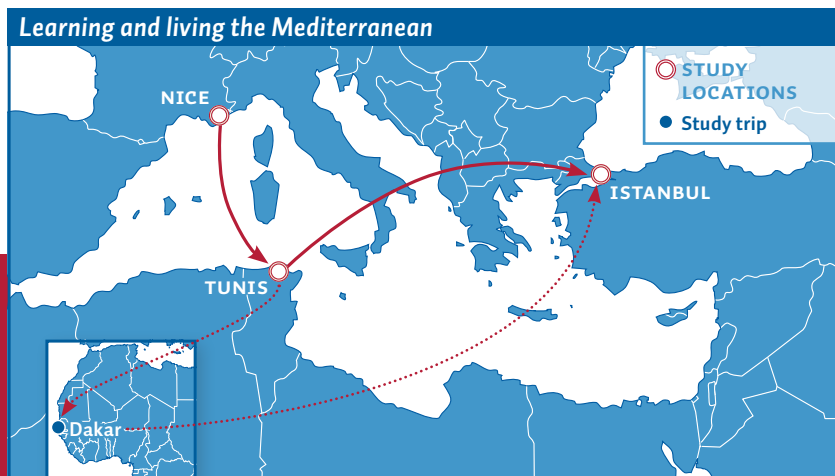 Learning and living the Mediterranean
STUDY
LOCATIONS
Study trip
NICE
ISTANBUL
TUNIS
Dakar